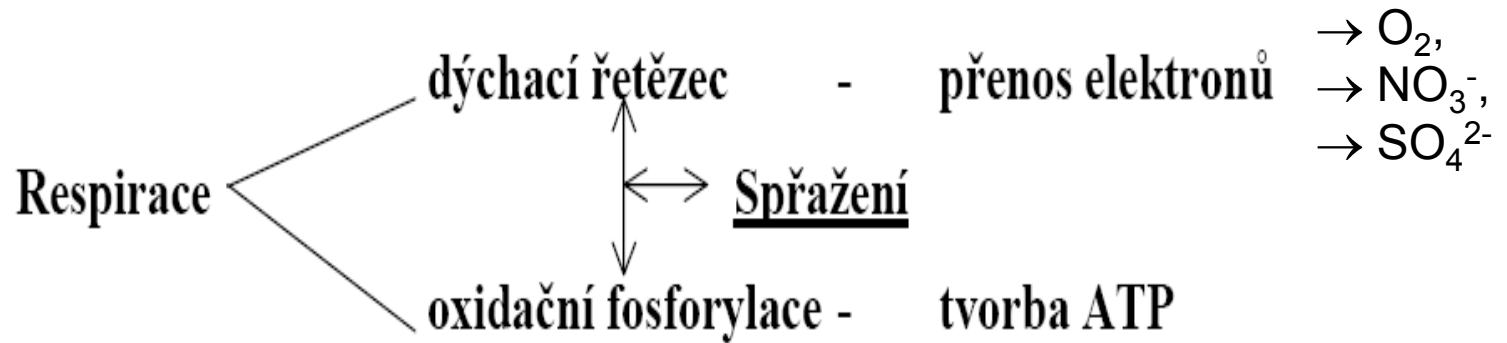 → O₂,
dýchací řetězec - přenos elektronů → NO₃⁻,
→ SO₄²⁻
Respirace Spřažení
oxidační fosforylace - tvorba ATP